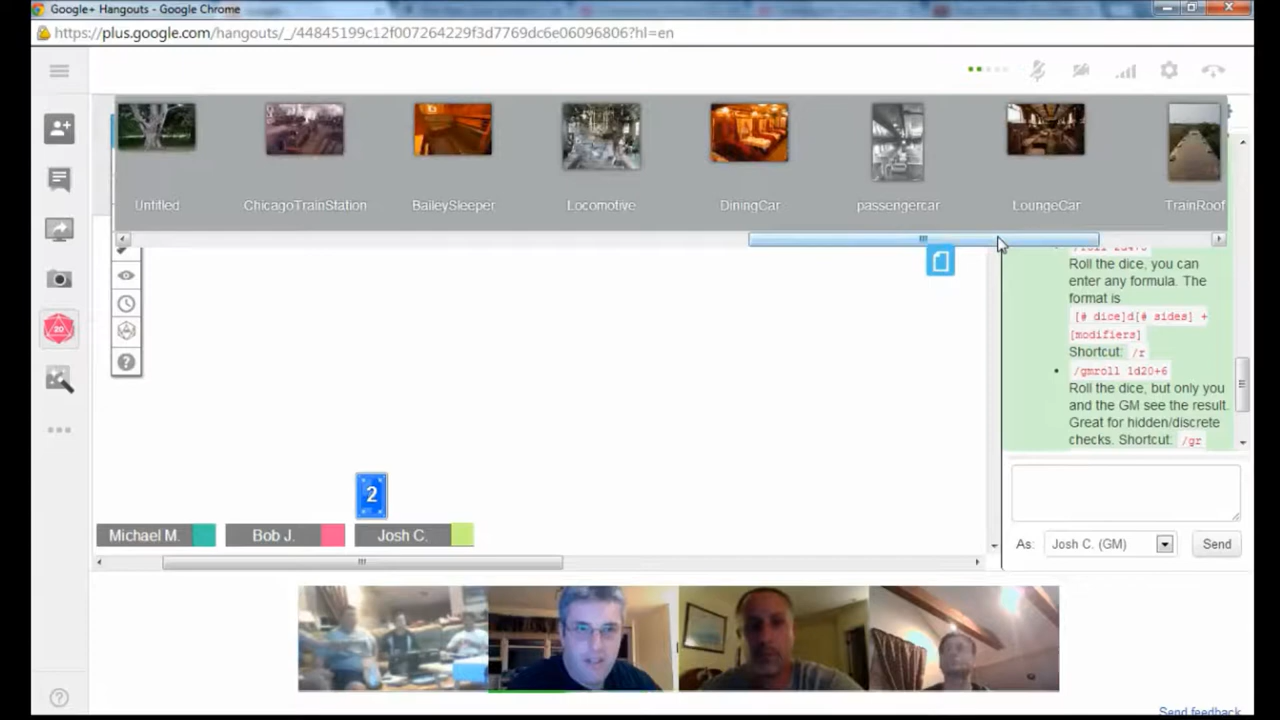 Google+ Hangouts - Google Chrome
https://plus.google.com/hangouts/_/44845199c12f007264229f3d7769dc6e06096806?hl=en
Untitled
ChicagoTrainStation
BaileySleeper
Locomotive
DiningCar
passengercar
LoungeCar
TrainRoof
Roll the dice, you can
enter any formula. The
format is
[# dice]d[# sides] +
[modifiers]
Shortcut: /r
/gmroll 1d20+6
Roll the dice, but only you
and the GM see the result.
Great for hidden/discrete
checks. Shortcut: /gr
20
2
Michael M.
Bob J.
Josh C.
As: Josh C. (GM)
Send
Send feedback